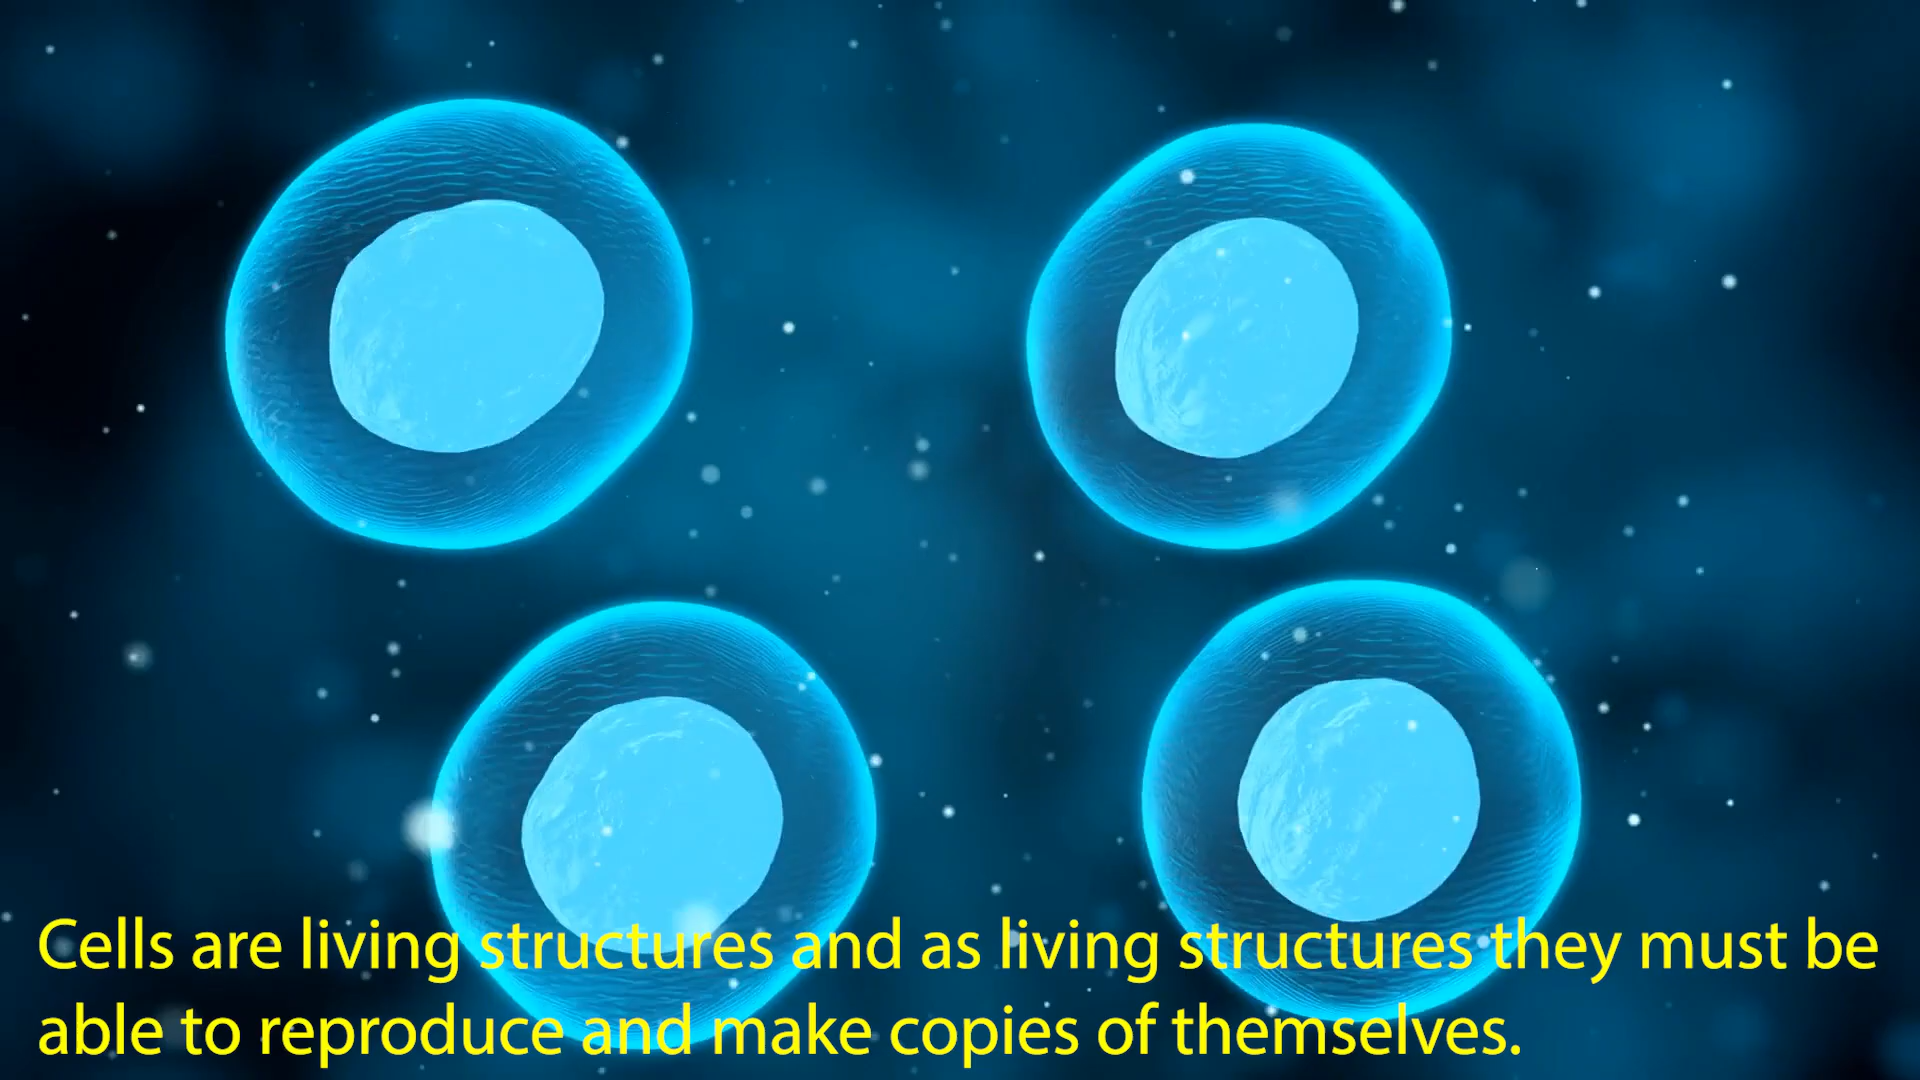 Cells are living structures and as living structures they must be
able to reproduce and make copies of themselves.